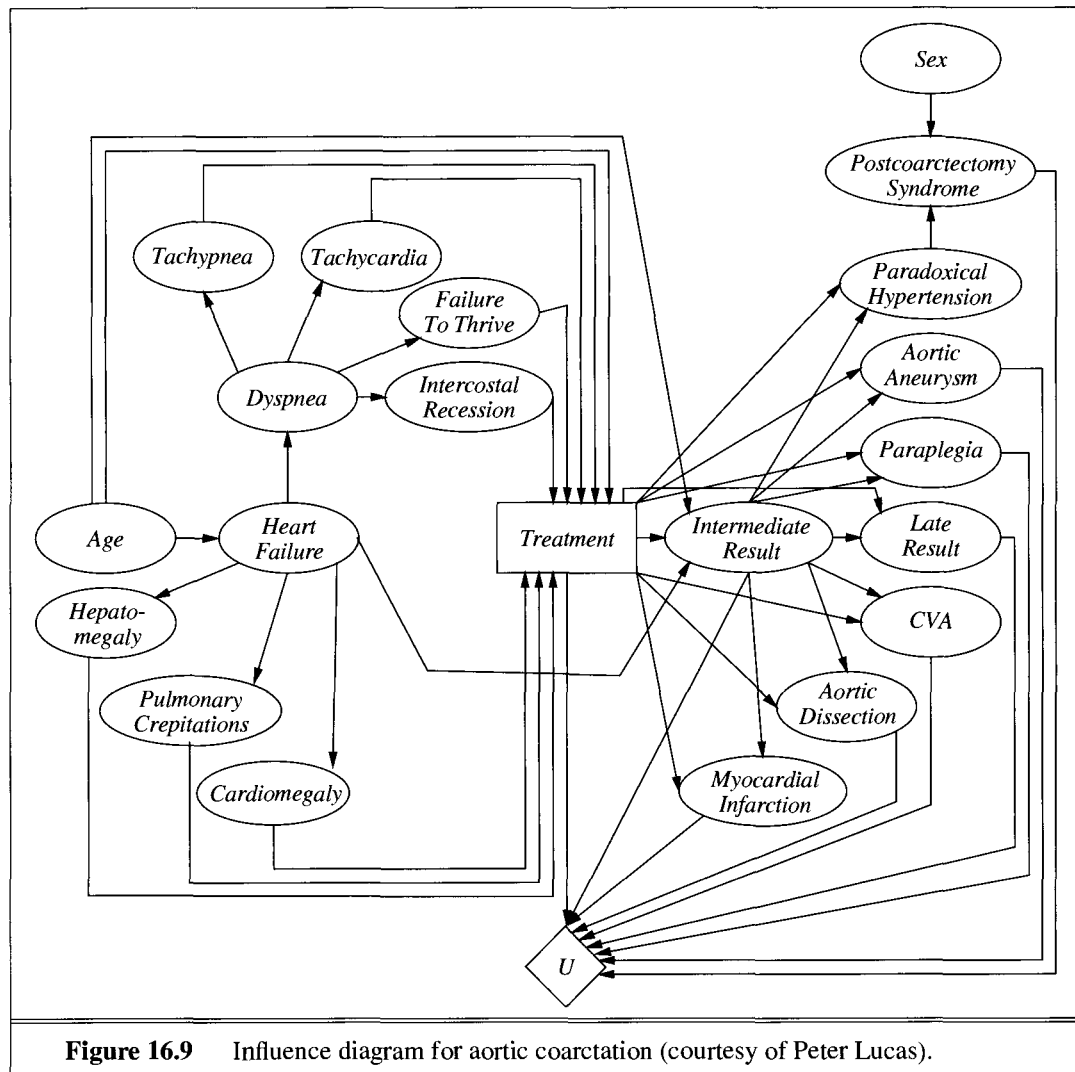 Sex
Postcoarctectomy
Syndrome
Tachypnea
Tachycardia
Paradoxical
Hypertension
Failure
To Thrive
Aortic
Aneurysm
Dyspnea
Intercostal
Recession
Paraplegia
Age
Heart
Failure
Treatment
Intermediate
Result
Late
Result
Hepato-
megaly
CVA
Pulmonary
Crepitations
Aortic
Dissection
Cardiomegaly
Myocardial
Infarction
U
Figure 16.9 Influence diagram for aortic coarctation (courtesy of Peter Lucas).